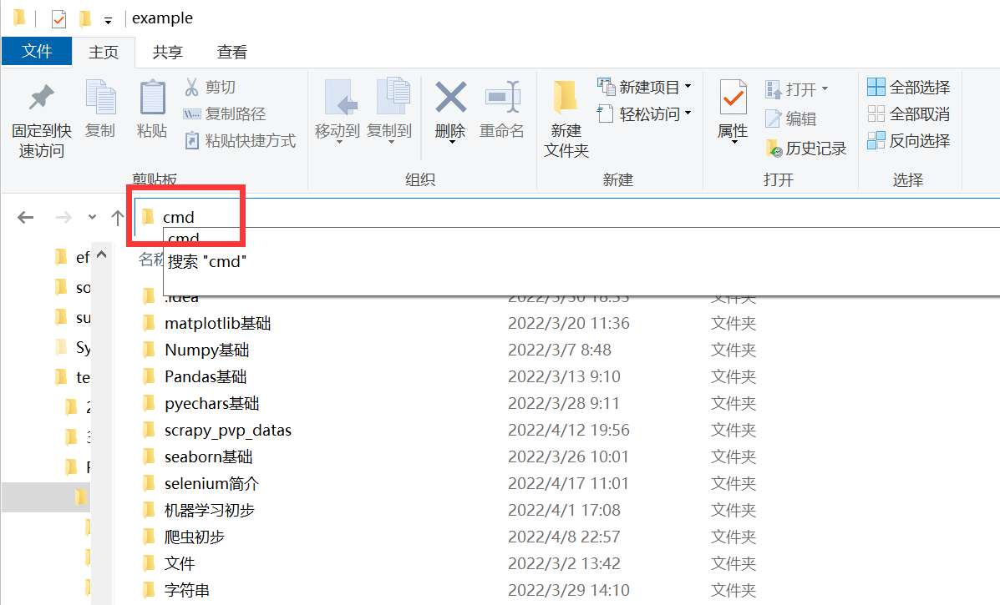 example
文件 主页 共享 查看
固定到快速访问 复制 粘贴 剪切 复制路径 粘贴快捷方式
剪贴板
移动到 复制到 删除 重命名
组织
新建文件夹 新建项目 轻松访问
新建
属性 打开 编辑 历史记录
打开
全部选择 全部取消 反向选择
选择
cmd
cmd
搜索 "cmd"
名称
.idea 2022/3/30 18:55 文件夹
matplotlib基础 2022/3/20 11:36 文件夹
Numpy基础 2022/3/7 8:48 文件夹
Pandas基础 2022/3/13 9:10 文件夹
pyechars基础 2022/3/28 9:11 文件夹
scrapy_pvp_datas 2022/4/12 19:56 文件夹
seaborn基础 2022/3/26 10:01 文件夹
selenium简介 2022/4/17 11:01 文件夹
机器学习初步 2022/4/1 17:08 文件夹
爬虫初步 2022/4/8 22:57 文件夹
文件 2022/3/2 13:42 文件夹
字符串 2022/3/29 14:10 文件夹
ef
so
su
Sy
te